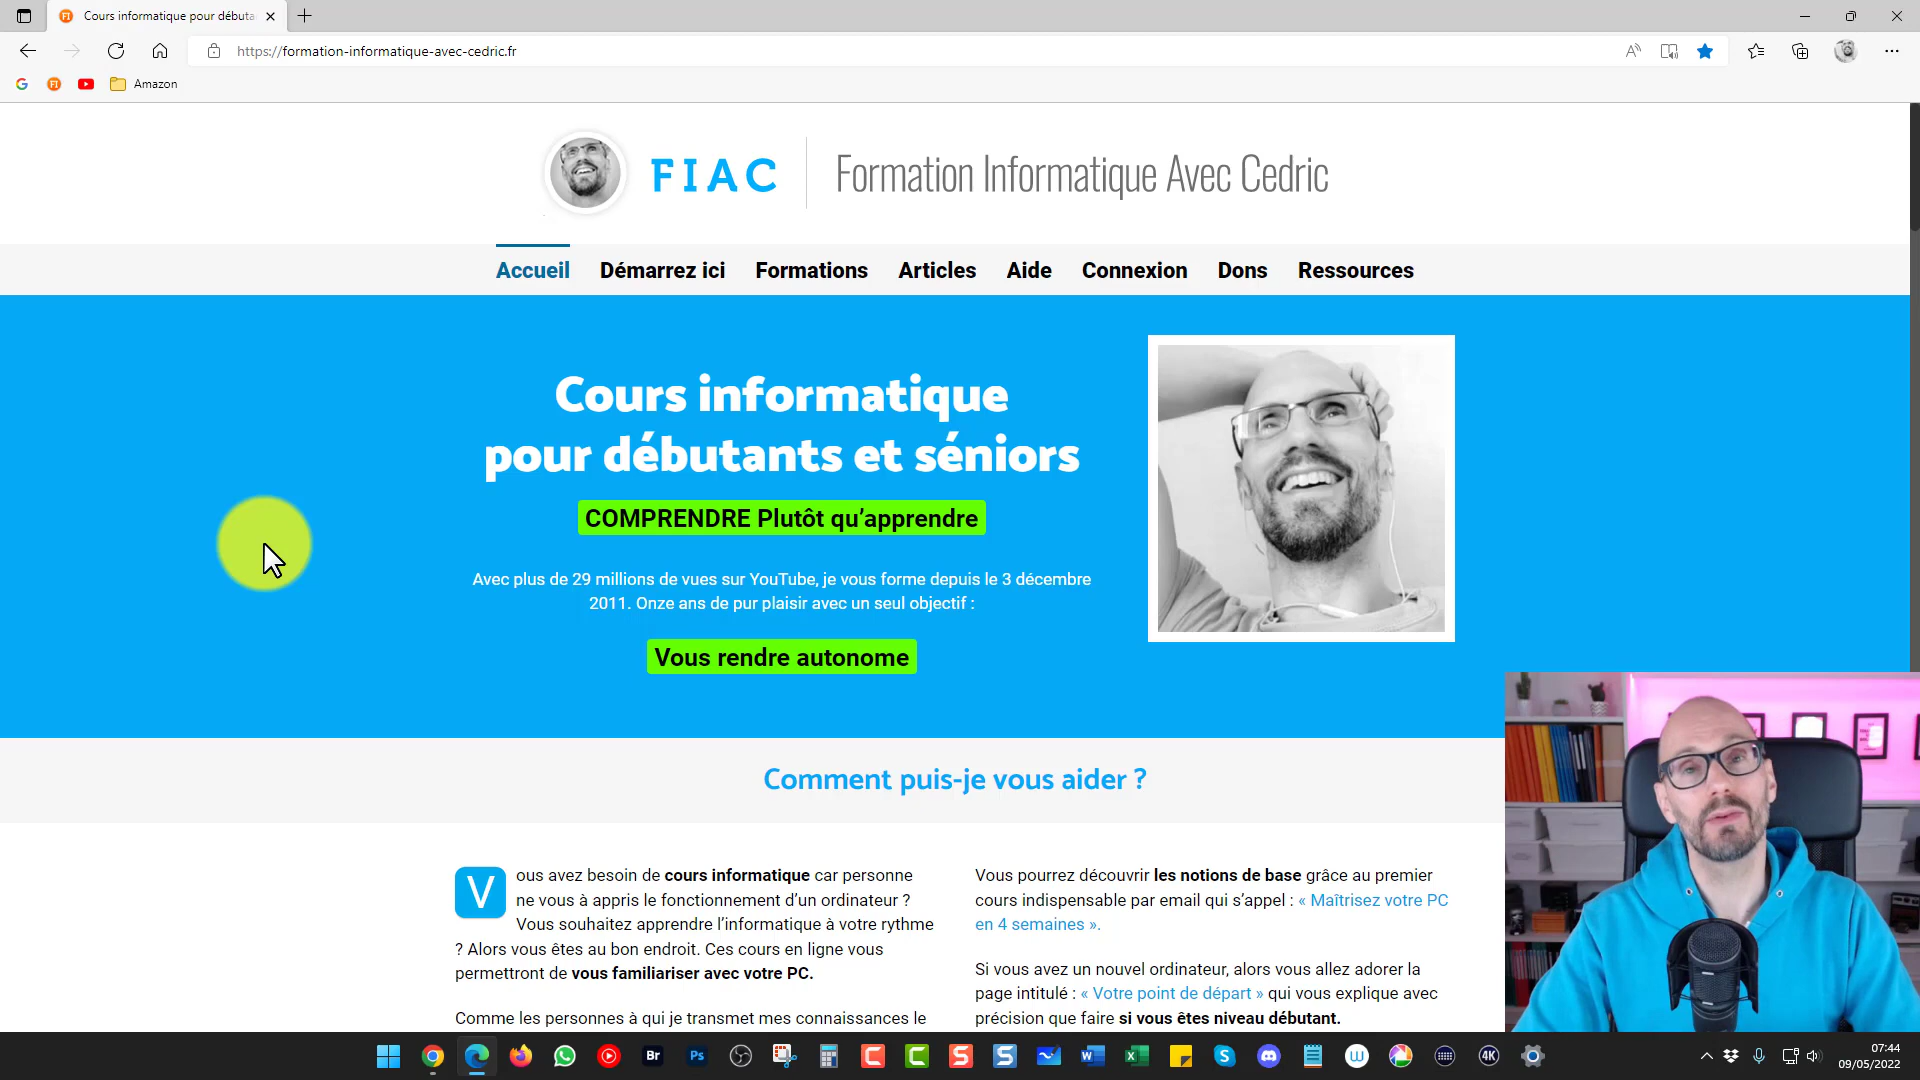 Cours informatique pour débuta
https://formation-informatique-avec-cedric.fr
Amazon
FIAC
Formation Informatique Avec Cedric
Accueil
Démarrez ici
Formations
Articles
Aide
Connexion
Dons
Ressources
Cours informatique
pour débutants et séniors
COMPRENDRE Plutôt qu’apprendre
Avec plus de 29 millions de vues sur YouTube, je vous forme depuis le 3 décembre
2011. Onze ans de pur plaisir avec un seul objectif :
Vous rendre autonome
Comment puis-je vous aider ?
Vous avez besoin de cours informatique car personne
ne vous à appris le fonctionnement d’un ordinateur ?
Vous souhaitez apprendre l’informatique à votre rythme
? Alors vous êtes au bon endroit. Ces cours en ligne vous
permettront de vous familiariser avec votre PC.
Comme les personnes à qui je transmet mes connaissances le
Vous pourrez découvrir les notions de base grâce au premier
cours indispensable par email qui s’appel : « Maîtrisez votre PC
en 4 semaines ».
Si vous avez un nouvel ordinateur, alors vous allez adorer la
page intitulé : « Votre point de départ » qui vous explique avec
précision que faire si vous êtes niveau débutant.
Br
Ps
4K
07:44
09/05/2022